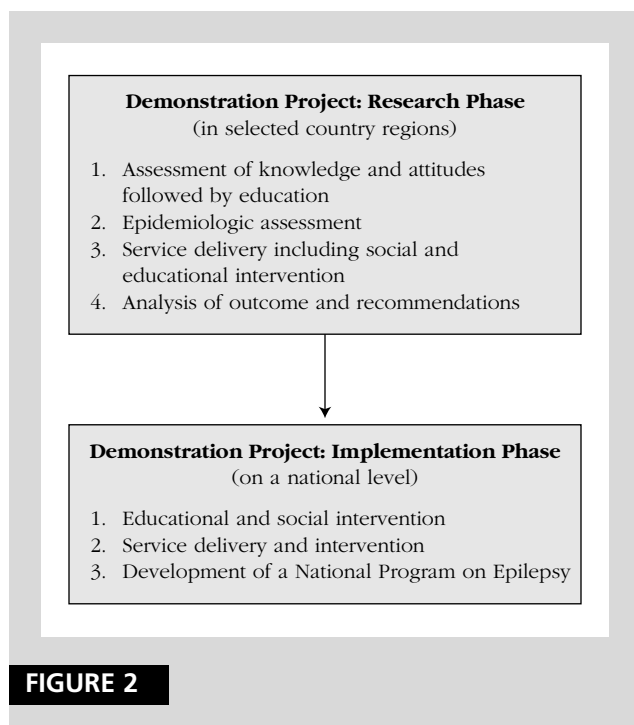 Demonstration Project: Research Phase
(in selected country regions)
1. Assessment of knowledge and attitudes
followed by education
2. Epidemiologic assessment
3. Service delivery including social and
educational intervention
4. Analysis of outcome and recommendations
Demonstration Project: Implementation Phase
(on a national level)
1. Educational and social intervention
2. Service delivery and intervention
3. Development of a National Program on Epilepsy
FIGURE 2